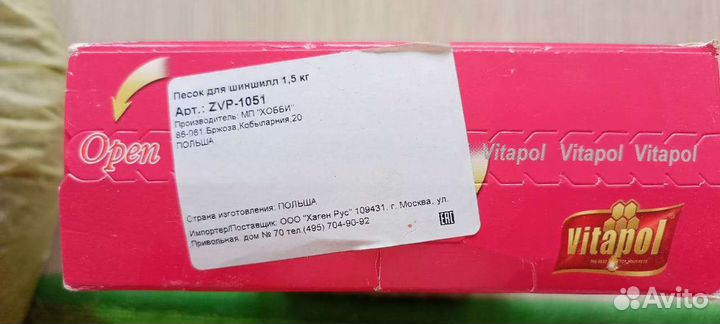 Песок для шиншилл 1,5 кг
Арт.: ZVP-1051
Производитель: МП "ХОББИ"
86-061 Бржоза,Кобыларния,20
ПОЛЬША
Страна изготовления: ПОЛЬША
Импортер/Поставщик: ООО "Хаген Рус" 109431. г. Москва, ул.
Привольная. дом № 70 тел.(495) 704-90-92
EAC
Open
Vitapol Vitapol Vitapol
Vitapol
Avito